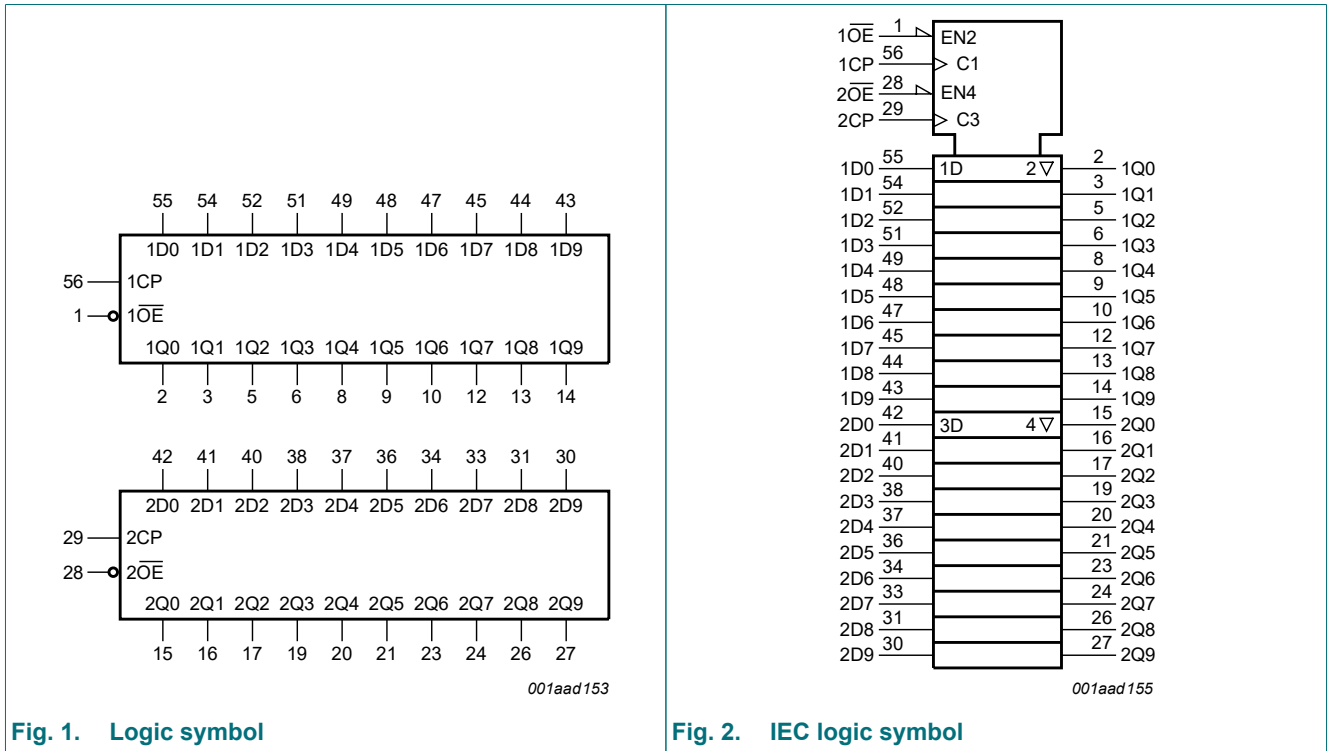 55 54 52 51 49 48 47 45 44 43
1D0 1D1 1D2 1D3 1D4 1D5 1D6 1D7 1D8 1D9
56 1CP
1 1O̅E̅
1Q0 1Q1 1Q2 1Q3 1Q4 1Q5 1Q6 1Q7 1Q8 1Q9
2 3 5 6 8 9 10 12 13 14
42 41 40 38 37 36 34 33 31 30
2D0 2D1 2D2 2D3 2D4 2D5 2D6 2D7 2D8 2D9
29 2CP
28 2O̅E̅
2Q0 2Q1 2Q2 2Q3 2Q4 2Q5 2Q6 2Q7 2Q8 2Q9
15 16 17 19 20 21 23 24 26 27
001aad153
Fig. 1. Logic symbol
1O̅E̅ 1 EN2
1CP 56 C1
2O̅E̅ 28 EN4
2CP 29 C3
1D0 55 1D 2 ▽ 2 1Q0
1D1 54 3 1Q1
1D2 52 5 1Q2
1D3 51 6 1Q3
1D4 49 8 1Q4
1D5 48 9 1Q5
1D6 47 10 1Q6
1D7 45 12 1Q7
1D8 44 13 1Q8
1D9 43 14 1Q9
2D0 42 3D 4 ▽ 15 2Q0
2D1 41 16 2Q1
2D2 40 17 2Q2
2D3 38 19 2Q3
2D4 37 20 2Q4
2D5 36 21 2Q5
2D6 34 23 2Q6
2D7 33 24 2Q7
2D8 31 26 2Q8
2D9 30 27 2Q9
001aad155
Fig. 2. IEC logic symbol